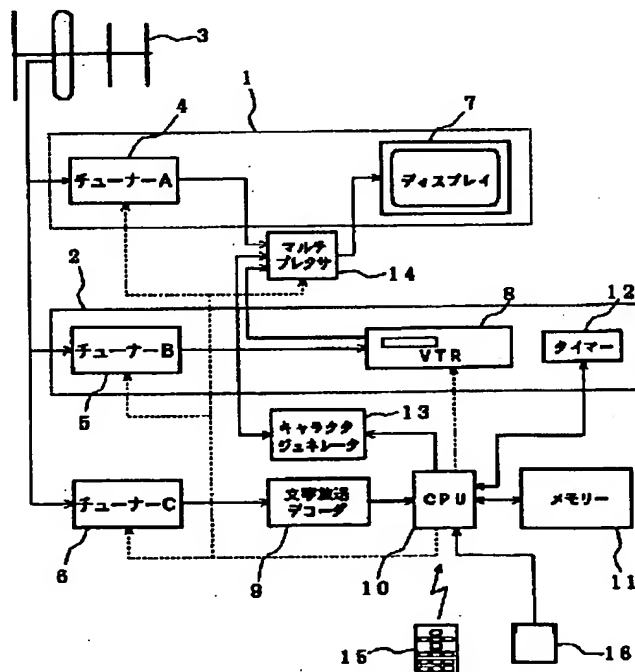 3
1
4
7
チューナーA
ディスプレイ
マルチ
プレクサ
14
2
8
12
チューナーB
VTR
タイマー
5
13
キャラクタ
ジェネレータ
チューナーC
文字放送
デコーダ
CPU
メモリー
6
9
10
11
15
16